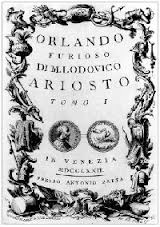 ORLANDO
FURIOSO
DI M. LODOVICO
ARIOSTO
TOMO I
IN VENEZIA
MDCCLXXII.
PRESSO ANTONIO ZATTA